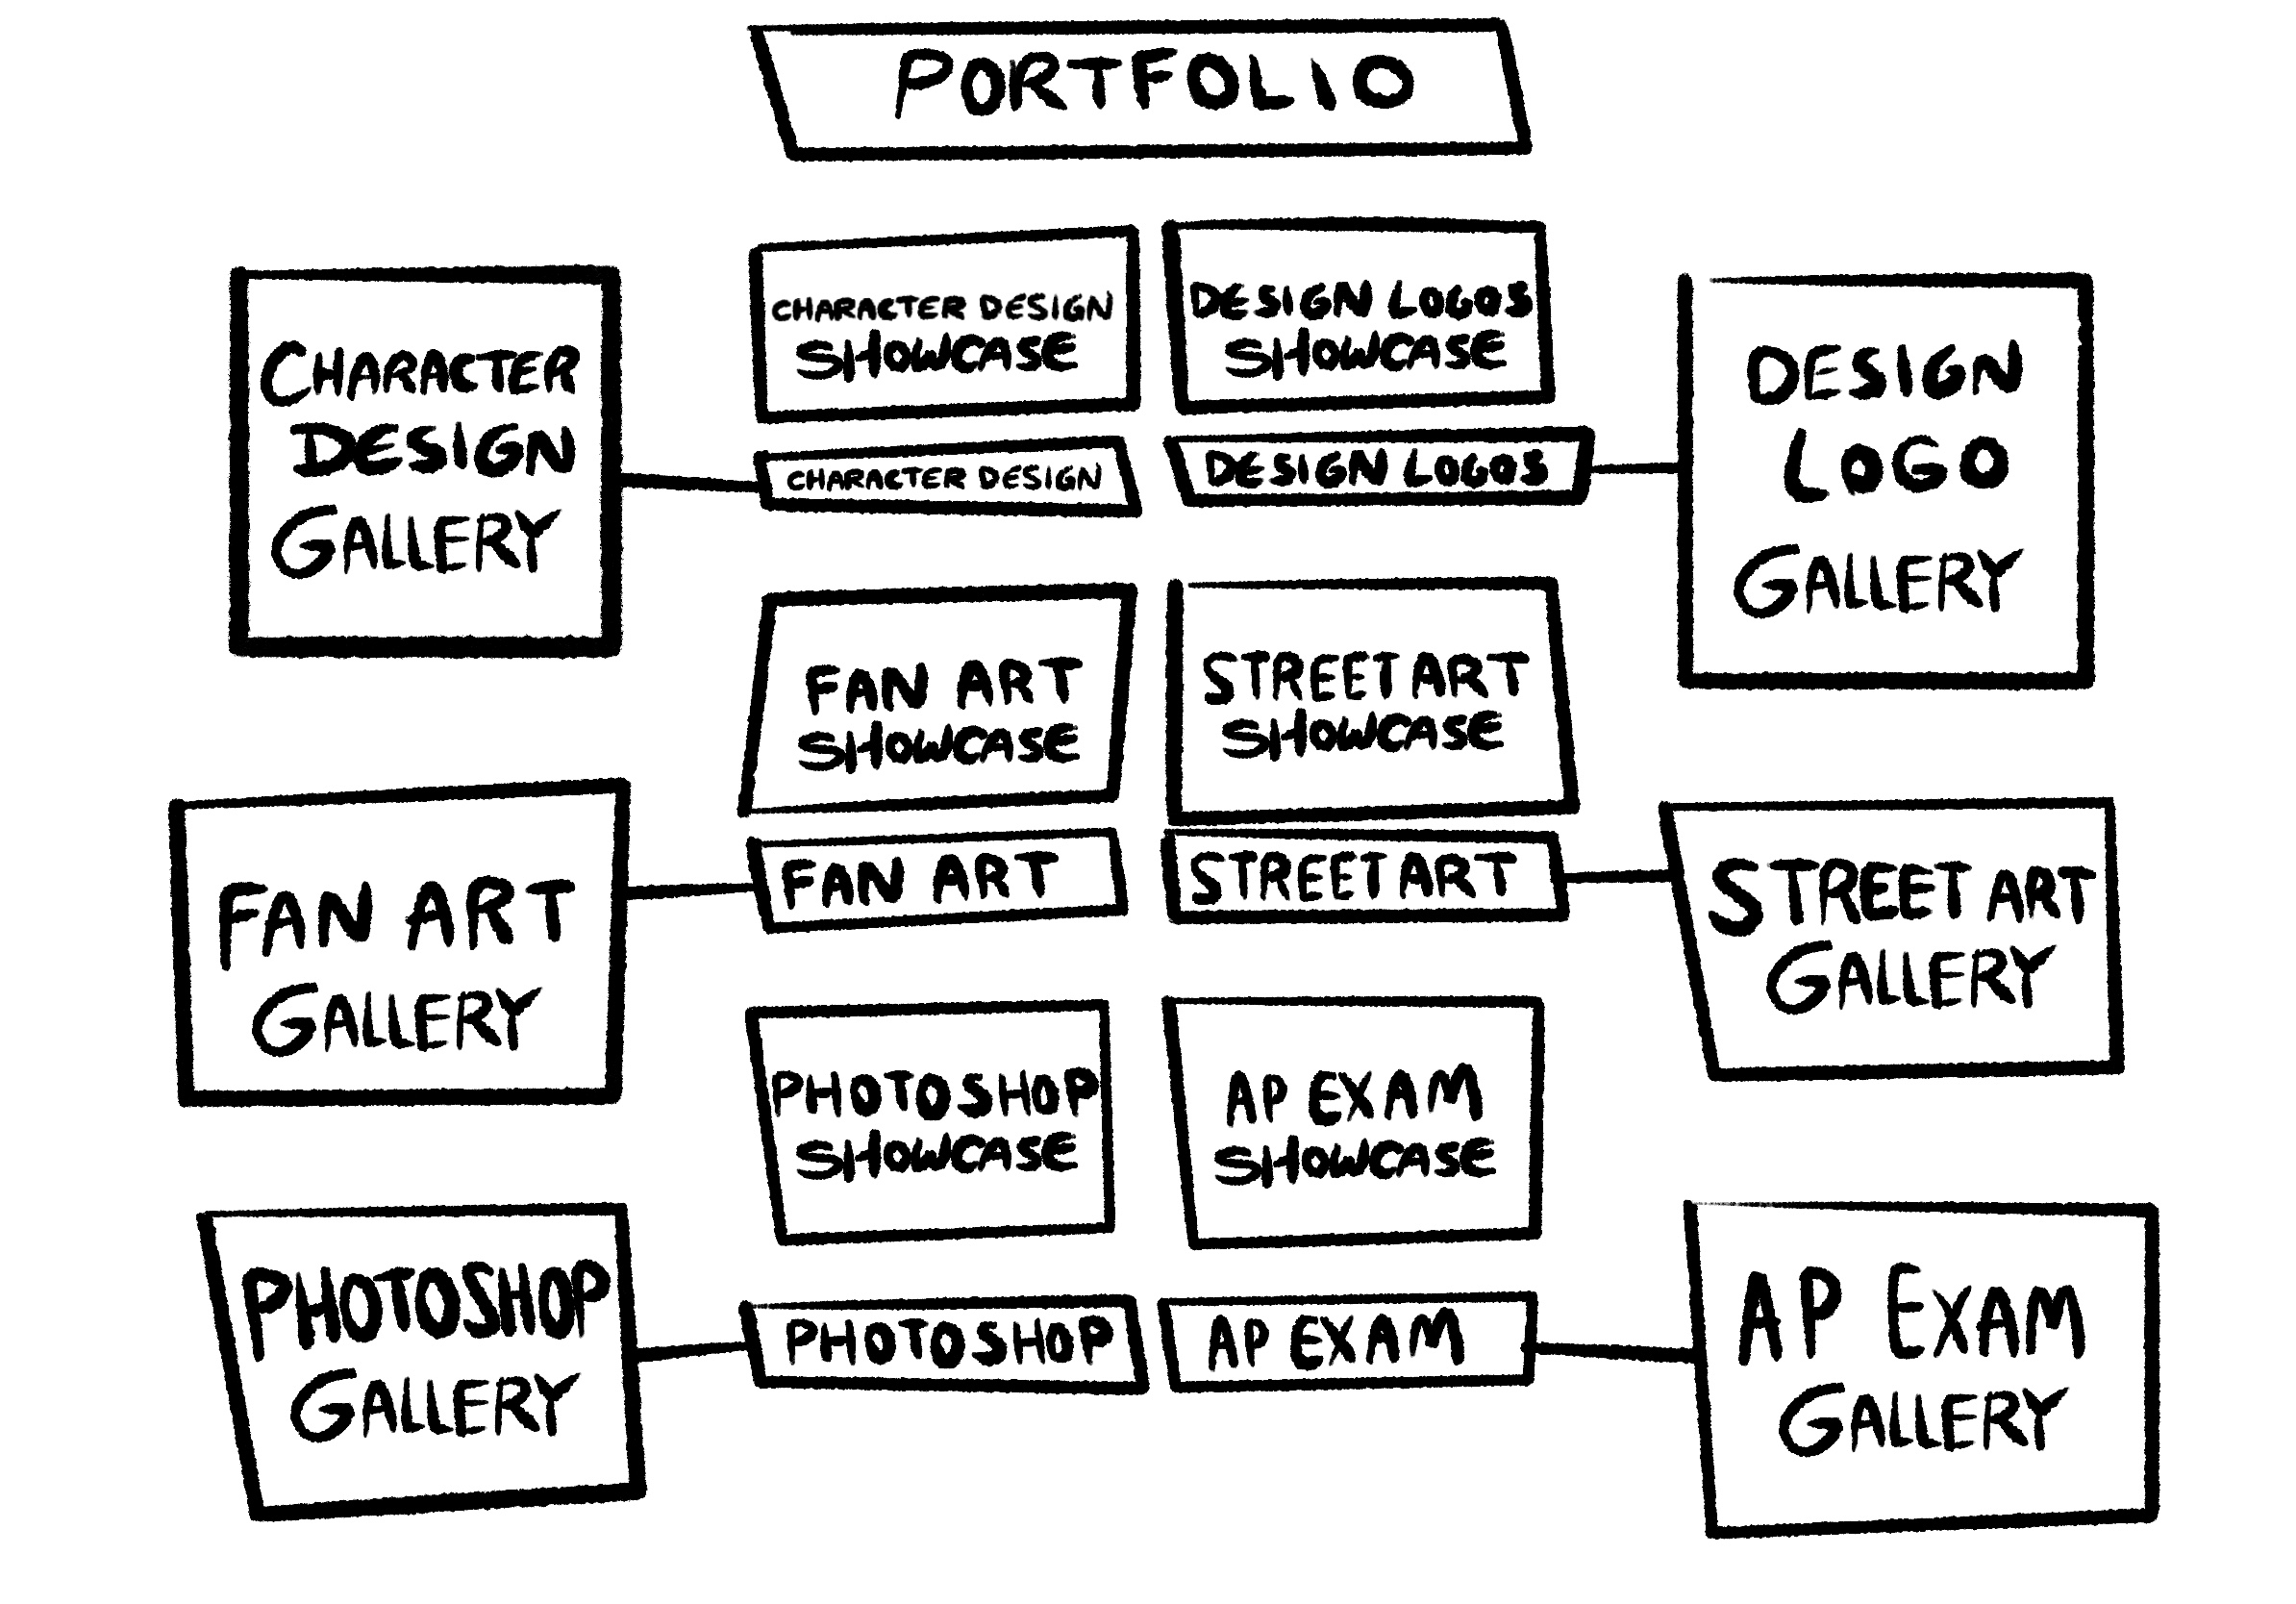 PORTFOLIO
CHARACTER DESIGN
SHOWCASE
DESIGN LOGOS
SHOWCASE
CHARACTER
DESIGN
GALLERY
DESIGN
LOGO
GALLERY
CHARACTER DESIGN
DESIGN LOGOS
FAN ART
SHOWCASE
STREET ART
SHOWCASE
FAN ART
GALLERY
FAN ART
STREET ART
STREET ART
GALLERY
PHOTOSHOP
SHOWCASE
AP EXAM
SHOWCASE
PHOTOSHOP
GALLERY
PHOTOSHOP
AP EXAM
AP EXAM
GALLERY